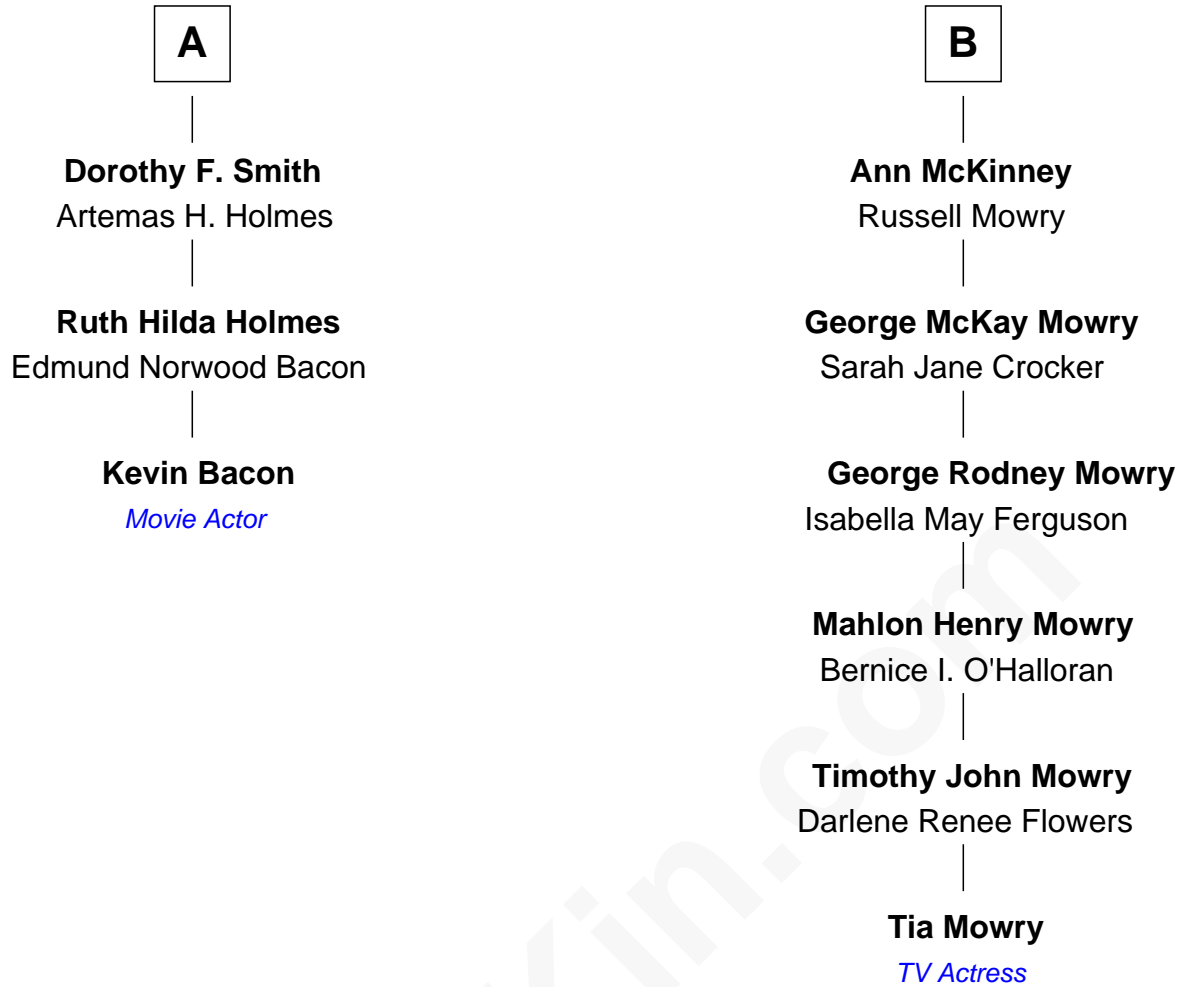 A
Dorothy F. Smith
Artemas H. Holmes
Ruth Hilda Holmes
Edmund Norwood Bacon
Kevin Bacon
Movie Actor
B
Ann McKinney
Russell Mowry
George McKay Mowry
Sarah Jane Crocker
George Rodney Mowry
Isabella May Ferguson
Mahlon Henry Mowry
Bernice I. O'Halloran
Timothy John Mowry
Darlene Renee Flowers
Tia Mowry
TV Actress
Kin.com